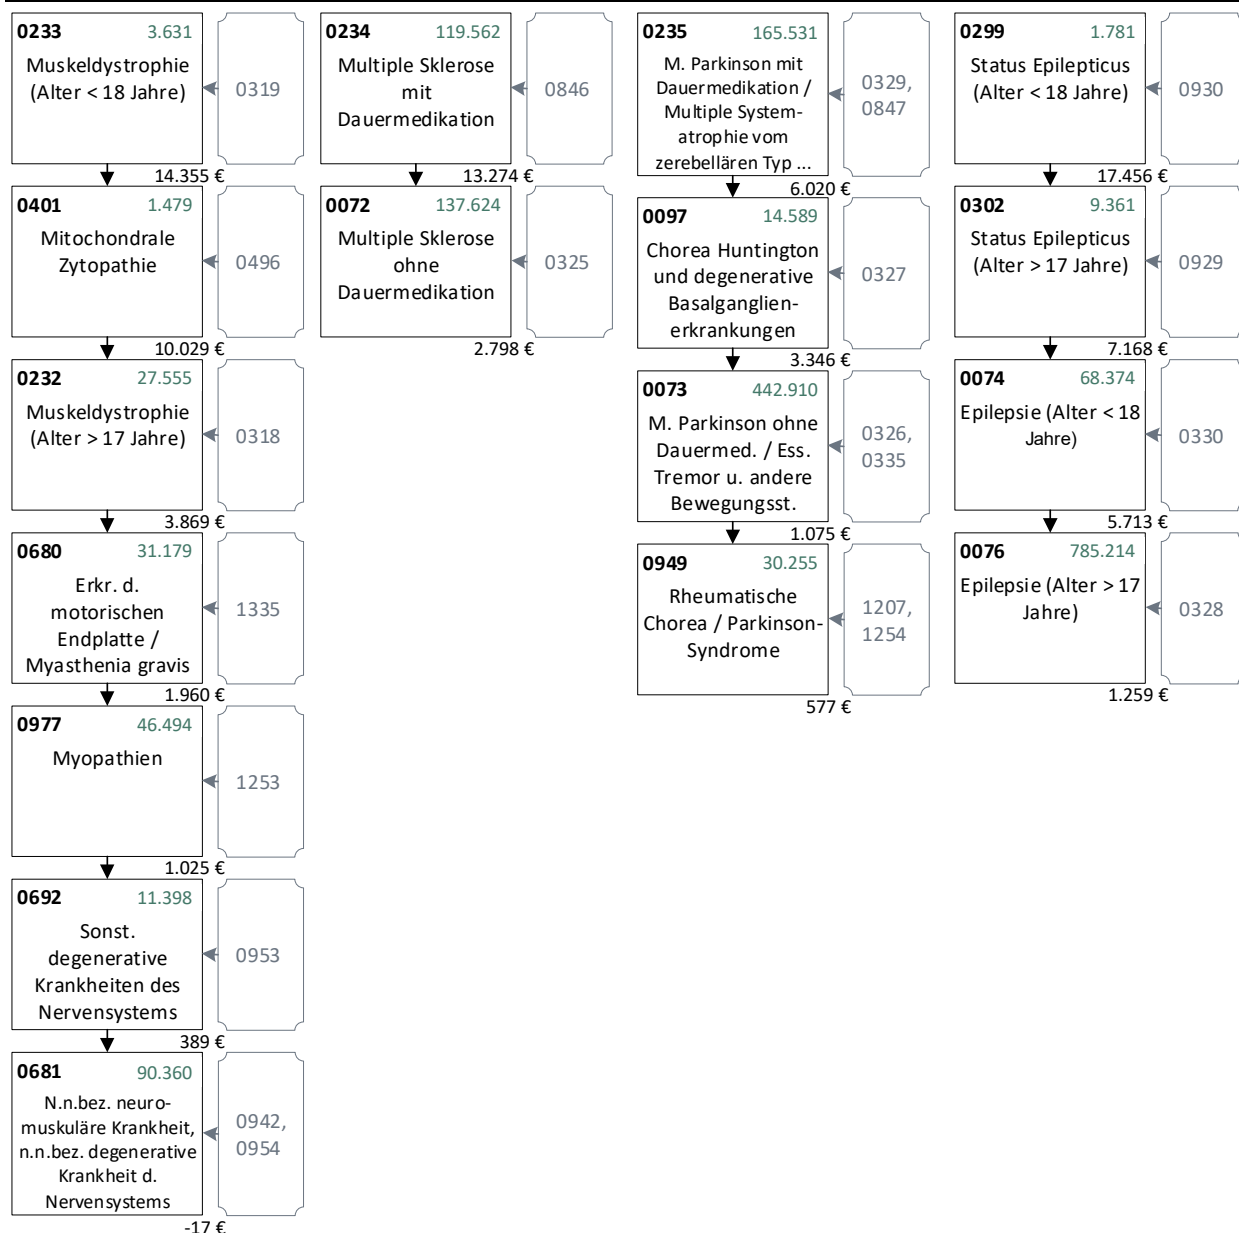 0233 3.631
Muskeldystrophie
(Alter < 18 Jahre)
0319
14.355 €
0401 1.479
Mitochondrale
Zytopathie
0496
10.029 €
0232 27.555
Muskeldystrophie
(Alter > 17 Jahre)
0318
3.869 €
0680 31.179
Erkr. d.
motorischen
Endplatte /
Myasthenia gravis
1335
1.960 €
0977 46.494
Myopathien
1253
1.025 €
0692 11.398
Sonst.
degenerative
Krankheiten des
Nervensystems
0953
389 €
0681 90.360
N.n.bez. neuro-
muskuläre Krankheit,
n.n.bez. degenerative
Krankheit d.
Nervensystems
0942,
0954
-17 €
0234 119.562
Multiple Sklerose
mit
Dauermedikation
0846
13.274 €
0072 137.624
Multiple Sklerose
ohne
Dauermedikation
0325
2.798 €
0235 165.531
M. Parkinson mit
Dauermedikation /
Multiple System-
atrophie vom
zerebellären Typ ...
0329,
0847
6.020 €
0097 14.589
Chorea Huntington
und degenerative
Basalganglien-
erkrankungen
0327
3.346 €
0073 442.910
M. Parkinson ohne
Dauermed. / Ess.
Tremor u. andere
Bewegungsst.
0326,
0335
1.075 €
0949 30.255
Rheumatische
Chorea / Parkinson-
Syndrome
1207,
1254
577 €
0299 1.781
Status Epilepticus
(Alter < 18 Jahre)
0930
17.456 €
0302 9.361
Status Epilepticus
(Alter > 17 Jahre)
0929
7.168 €
0074 68.374
Epilepsie (Alter < 18
Jahre)
0330
5.713 €
0076 785.214
Epilepsie (Alter > 17
Jahre)
0328
1.259 €